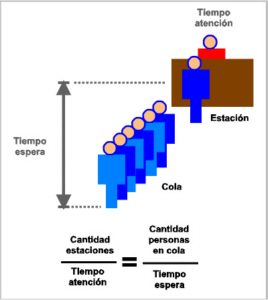 Tiempo
atención
Estación
Tiempo
espera
Cola
Cantidad
estaciones
Tiempo
atención
=
Cantidad
personas
en cola
Tiempo
espera